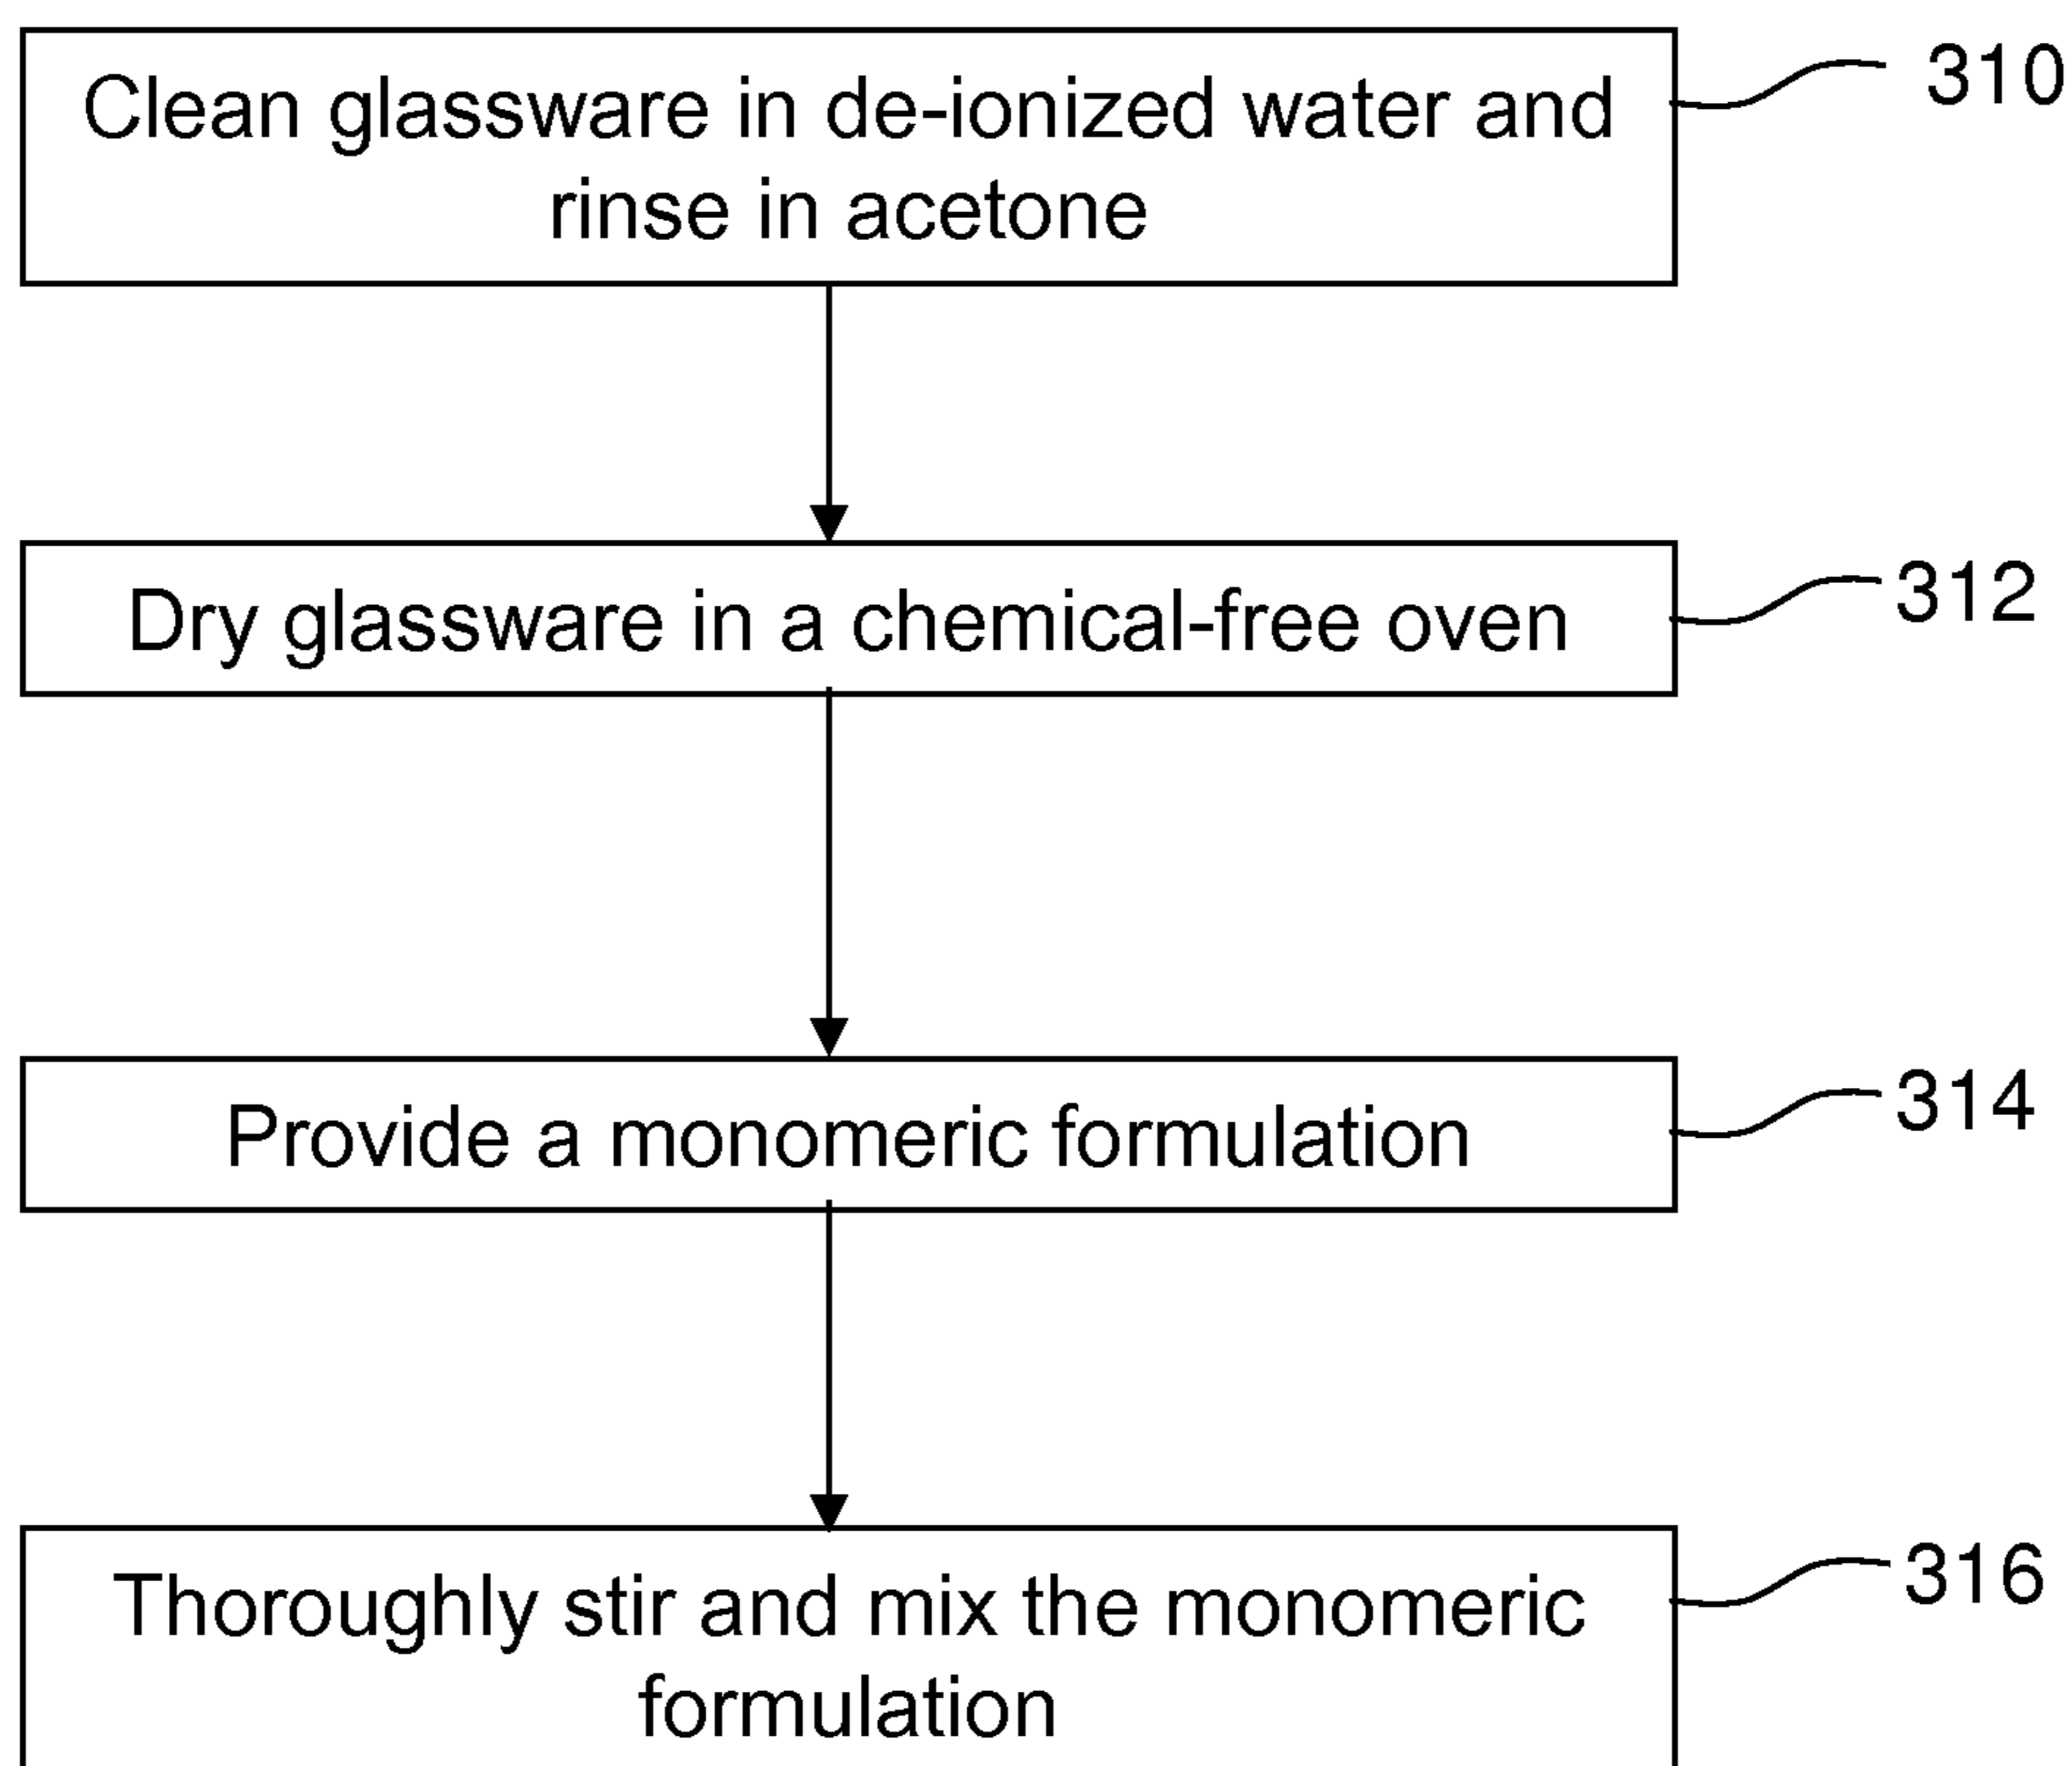 Clean glassware in de-ionized water and
rinse in acetone
310
Dry glassware in a chemical-free oven
312
Provide a monomeric formulation
314
Thoroughly stir and mix the monomeric
formulation
316